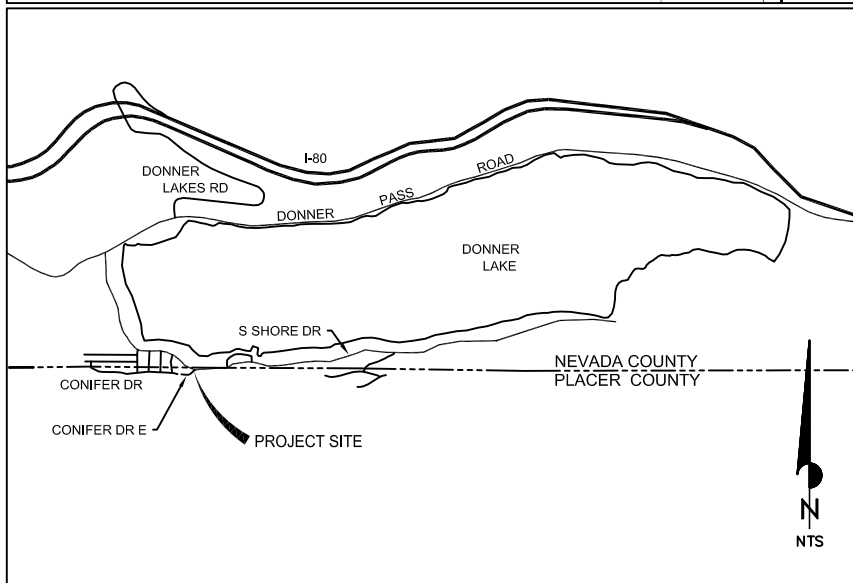 I-80
DONNER
LAKES RD
DONNER PASS ROAD
DONNER
LAKE
S SHORE DR
NEVADA COUNTY
PLACER COUNTY
CONIFER DR
CONIFER DR E
PROJECT SITE
N
NTS